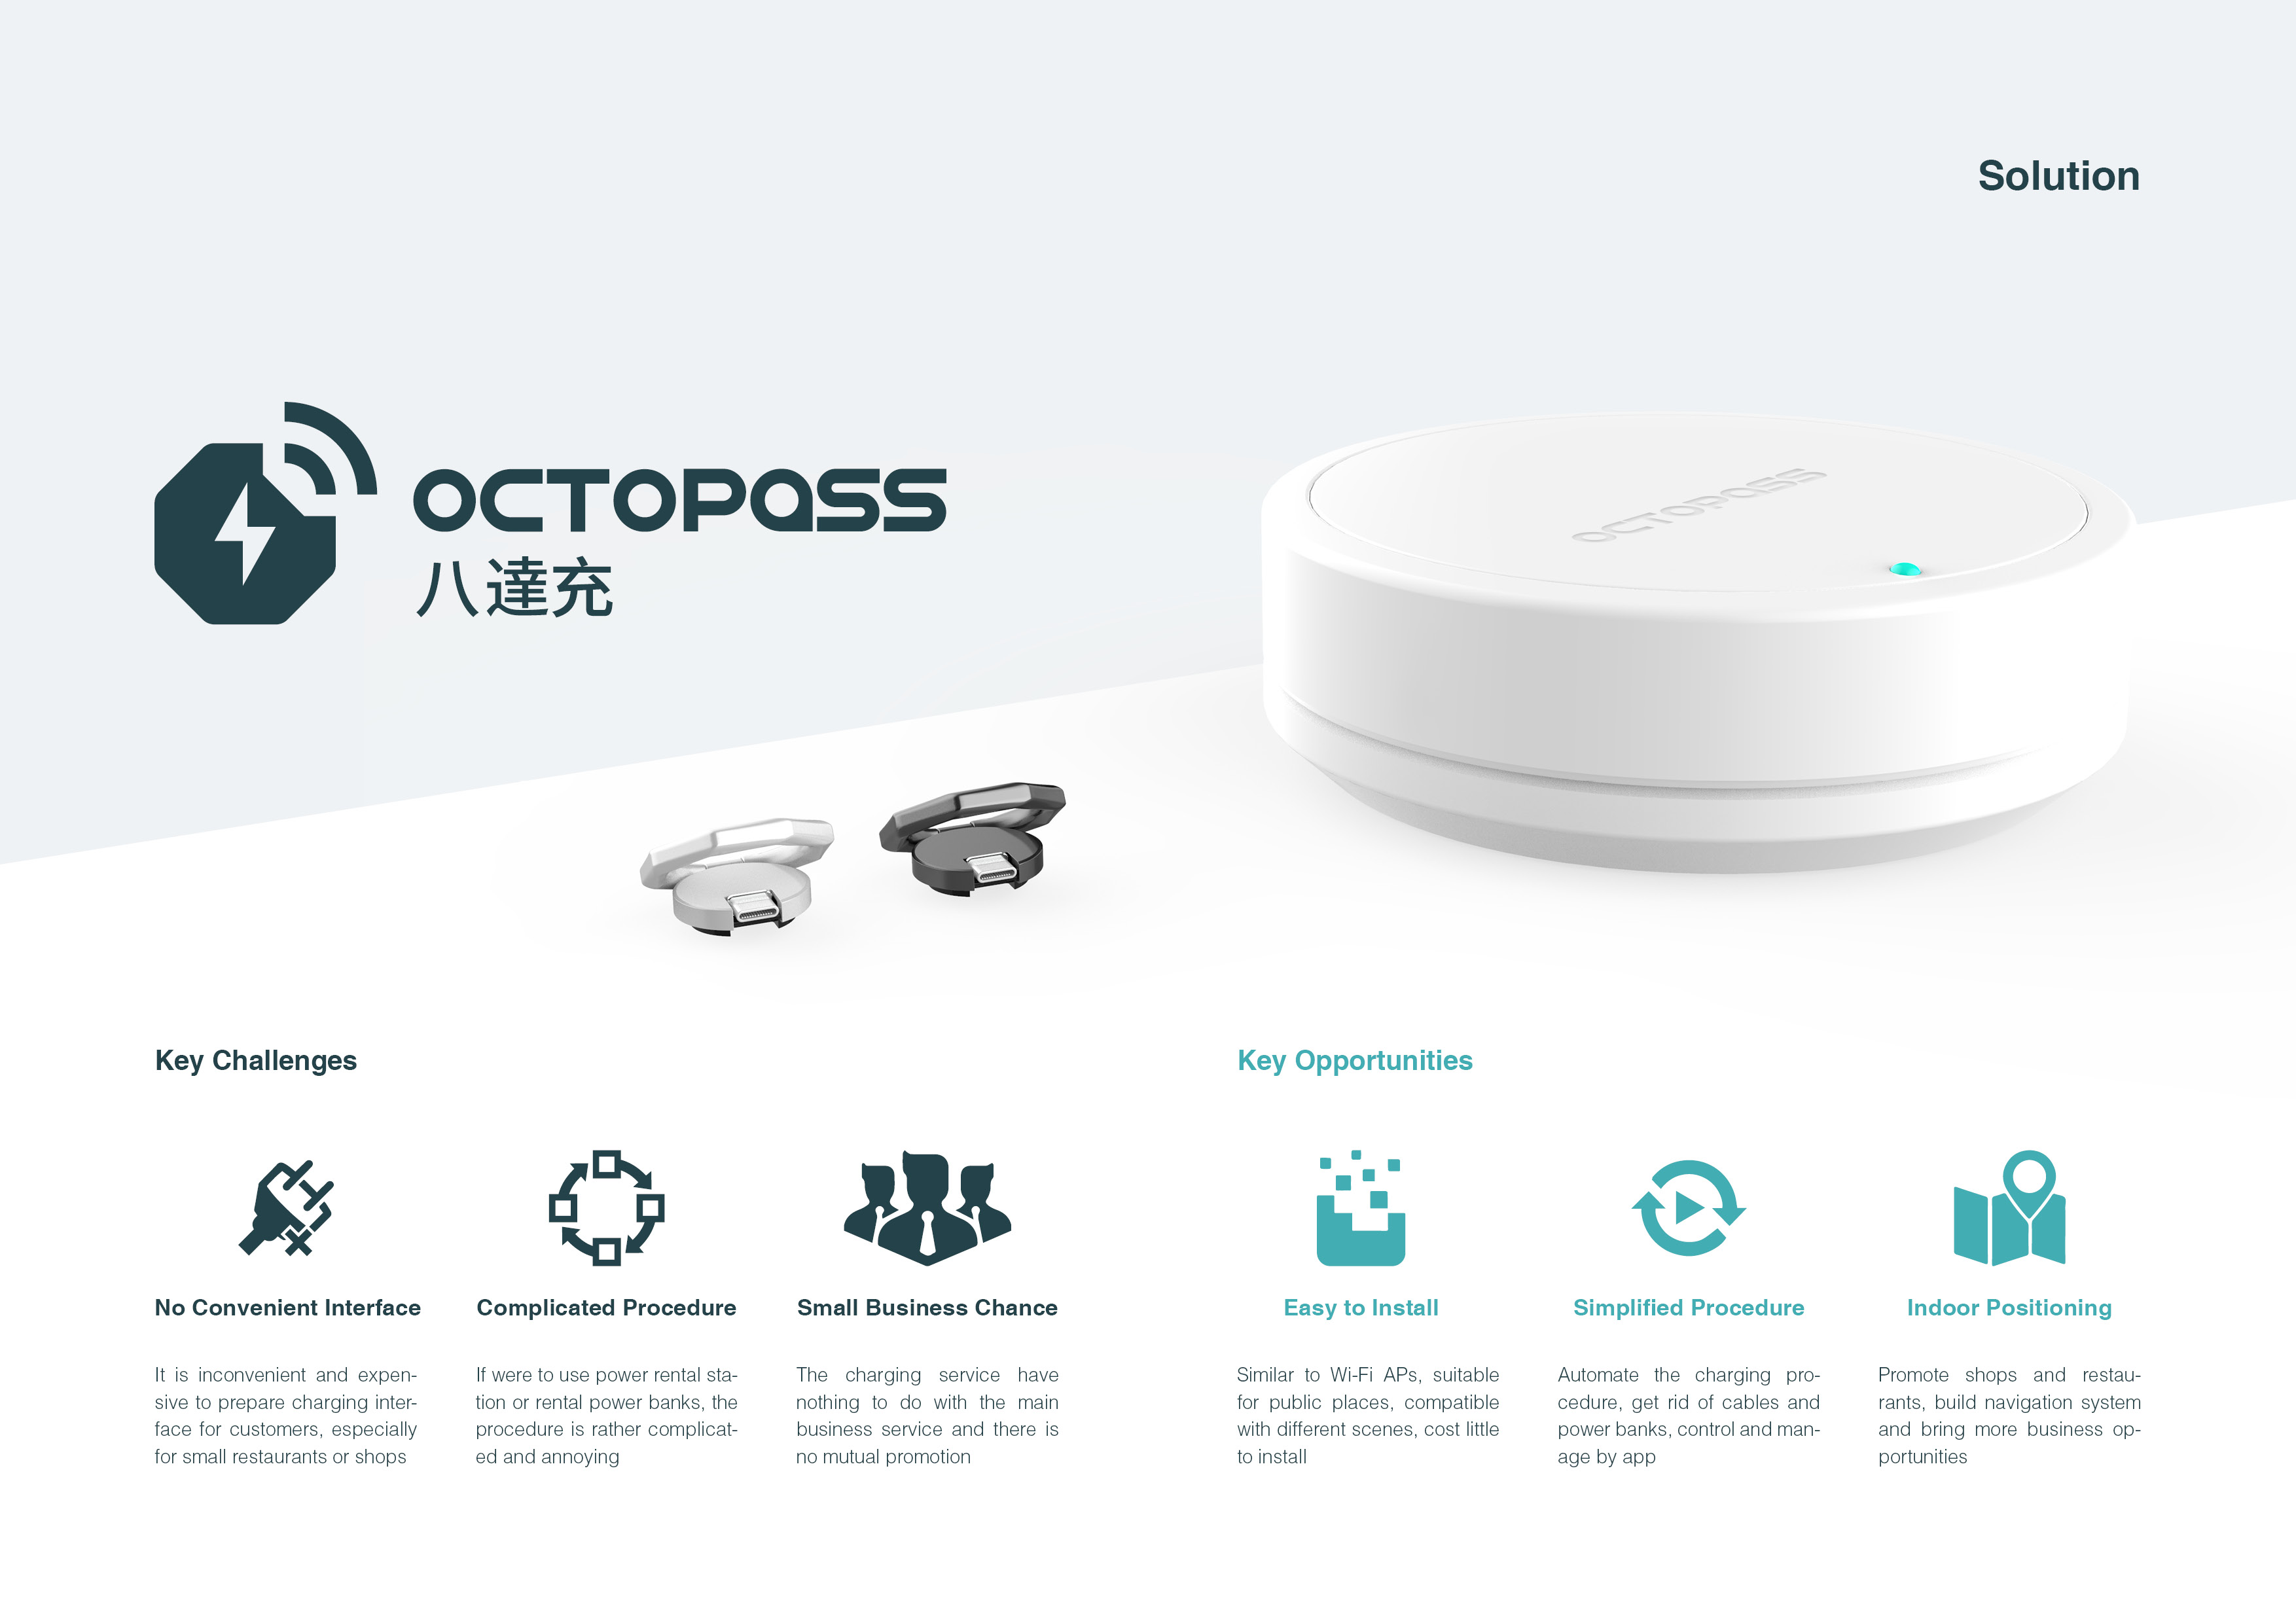 Solution
OCTOPASS
八達充
OCTOPASS
Key Challenges
No Convenient Interface
It is inconvenient and expen-
sive to prepare charging inter-
face for customers, especially
for small restaurants or shops
Complicated Procedure
If were to use power rental sta-
tion or rental power banks, the
procedure is rather complicat-
ed and annoying
Small Business Chance
The charging service have
nothing to do with the main
business service and there is
no mutual promotion
Key Opportunities
Easy to Install
Similar to Wi-Fi APs, suitable
for public places, compatible
with different scenes, cost little
to install
Simplified Procedure
Automate the charging pro-
cedure, get rid of cables and
power banks, control and man-
age by app
Indoor Positioning
Promote shops and restau-
rants, build navigation system
and bring more business op-
portunities